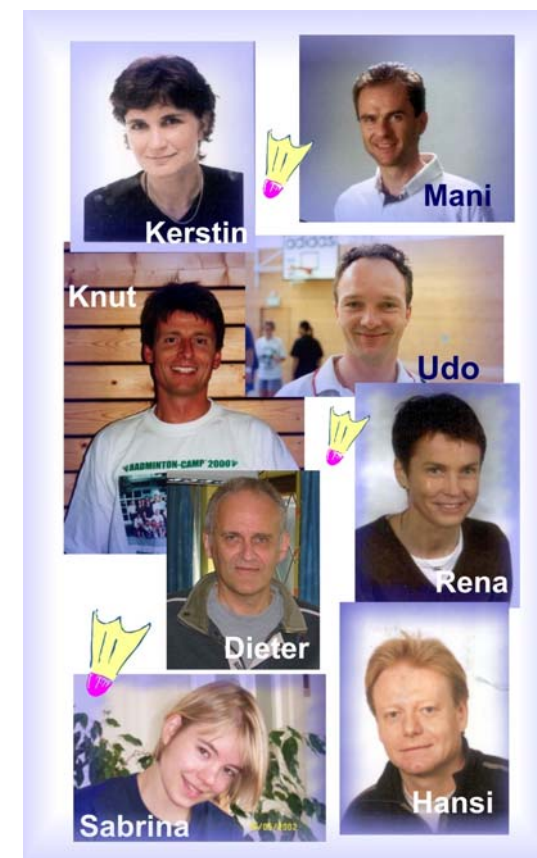 Kerstin
Mani
adidas
Knut
Udo
BADMINTON-CAMP 2000
Rena
Dieter
Hansi
Sabrina